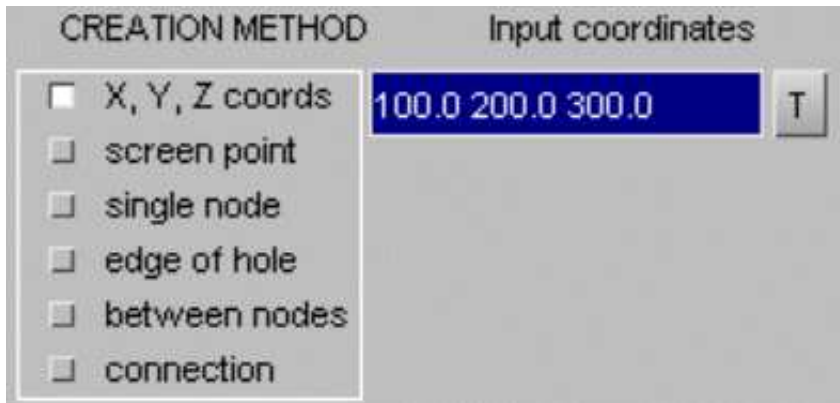 CREATION METHOD Input coordinates
X, Y, Z coords 100.0 200.0 300.0 T
screen point
single node
edge of hole
between nodes
connection